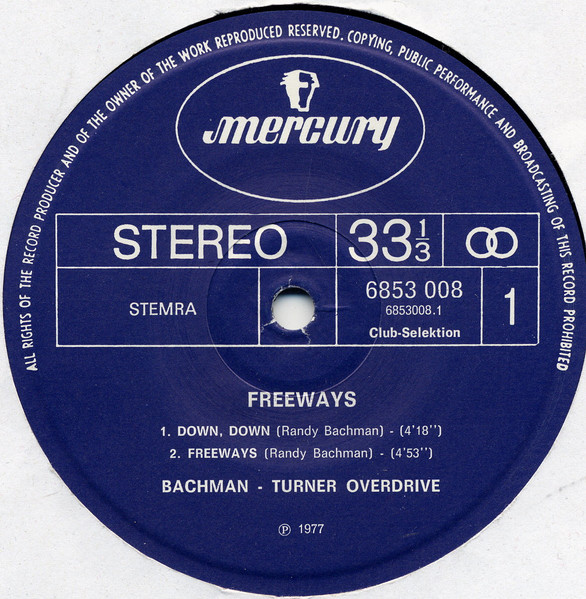 ALL RIGHTS OF THE RECORD PRODUCER AND OF THE OWNER OF THE WORK REPRODUCED RESERVED. COPYING, PUBLIC PERFORMANCE AND BROADCASTING OF THIS RECORD PROHIBITED
mercury
STEREO
33 1/3
STEMRA
6853 008
6853008.1
Club-Selektion
1
FREEWAYS
1. DOWN, DOWN (Randy Bachman) - (4'18'')
2. FREEWAYS (Randy Bachman) - (4'53'')
BACHMAN - TURNER OVERDRIVE
℗ 1977